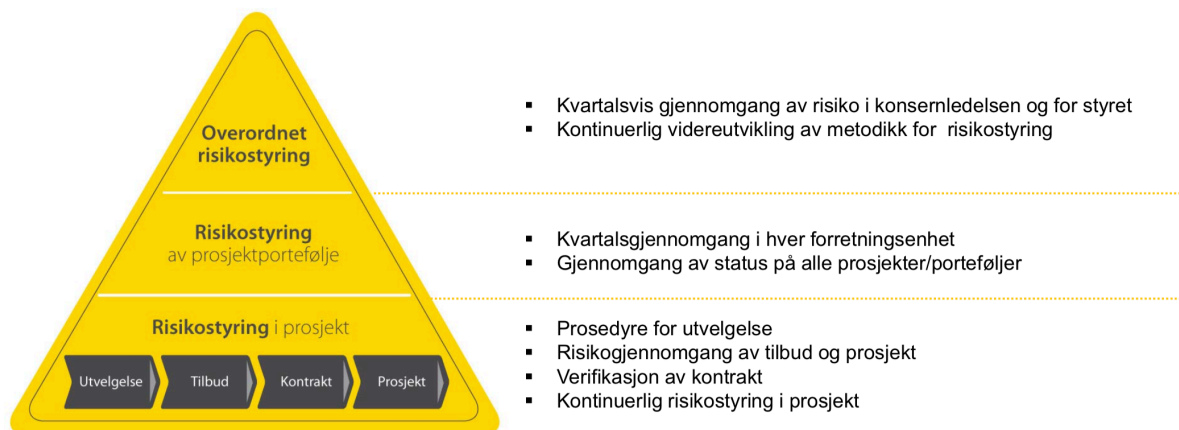 Overordnet
risikostyring
▪ Kvartalsvis gjennomgang av risiko i konsernledelsen og for styret
▪ Kontinuerlig videreutvikling av metodikk for risikostyring
Risikostyring
av prosjektportefølje
▪ Kvartalsgjennomgang i hver forretningsenhet
▪ Gjennomgang av status på alle prosjekter/porteføljer
Risikostyring i prosjekt
Utvelgelse
Tilbud
Kontrakt
Prosjekt
▪ Prosedyre for utvelgelse
▪ Risikogjennomgang av tilbud og prosjekt
▪ Verifikasjon av kontrakt
▪ Kontinuerlig risikostyring i prosjekt